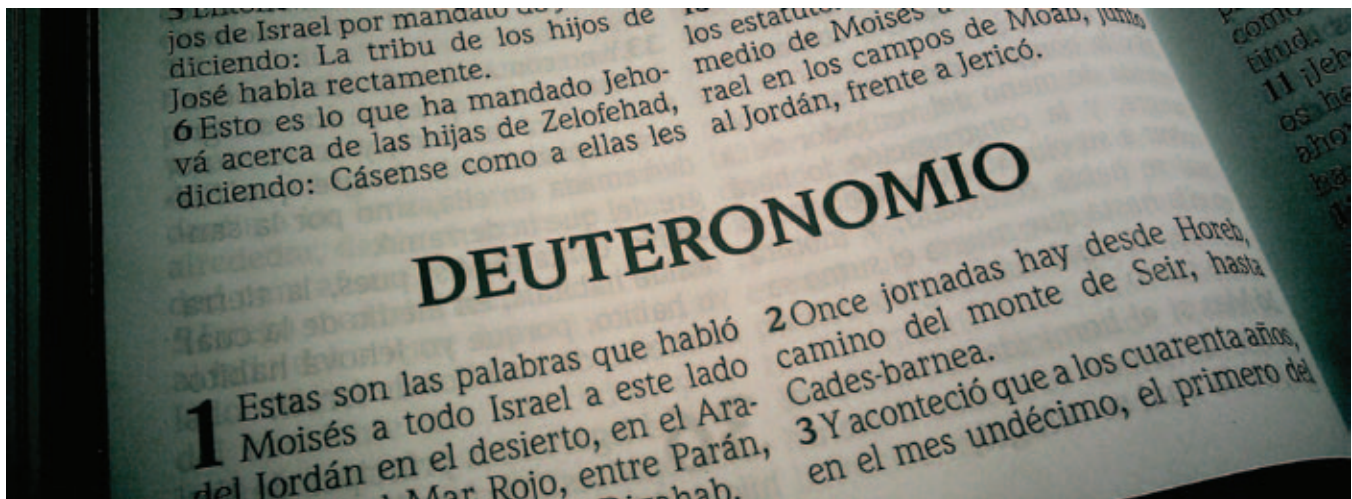 jos de Israel por mandato de
diciendo: La tribu de los hijos de
José habla rectamente.
6 Esto es lo que ha mandado Jeho-
vá acerca de las hijas de Zelofehad,
diciendo: Cásense como a ellas les
los estatutos
medio de Moisés a
rael en los campos de Moab, junto
al Jordán, frente a Jericó.
DEUTERONOMIO
1 Estas son las palabras que habló
Moisés a todo Israel a este lado
del Jordán en el desierto, en el Ara-
Mar Rojo, entre Parán,
2 Once jornadas hay desde Horeb,
camino del monte de Seir, hasta
Cades-barnea.
3 Y aconteció que a los cuarenta años,
en el mes undécimo, el primero del
como
titud.
11 ¡Jeh
os ha